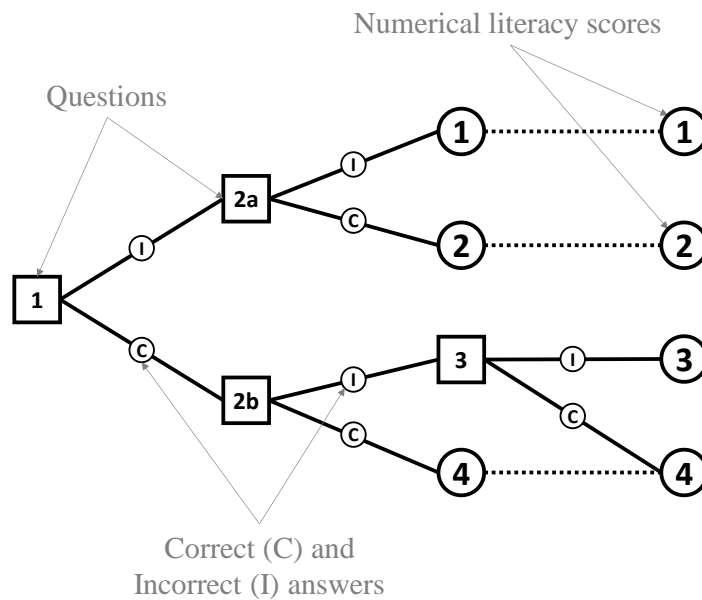 Numerical literacy scores
Questions
1
1
I
2a
C
2
2
I
1
C
3
I
3
I
2b
C
C
4
4
Correct (C) and
Incorrect (I) answers